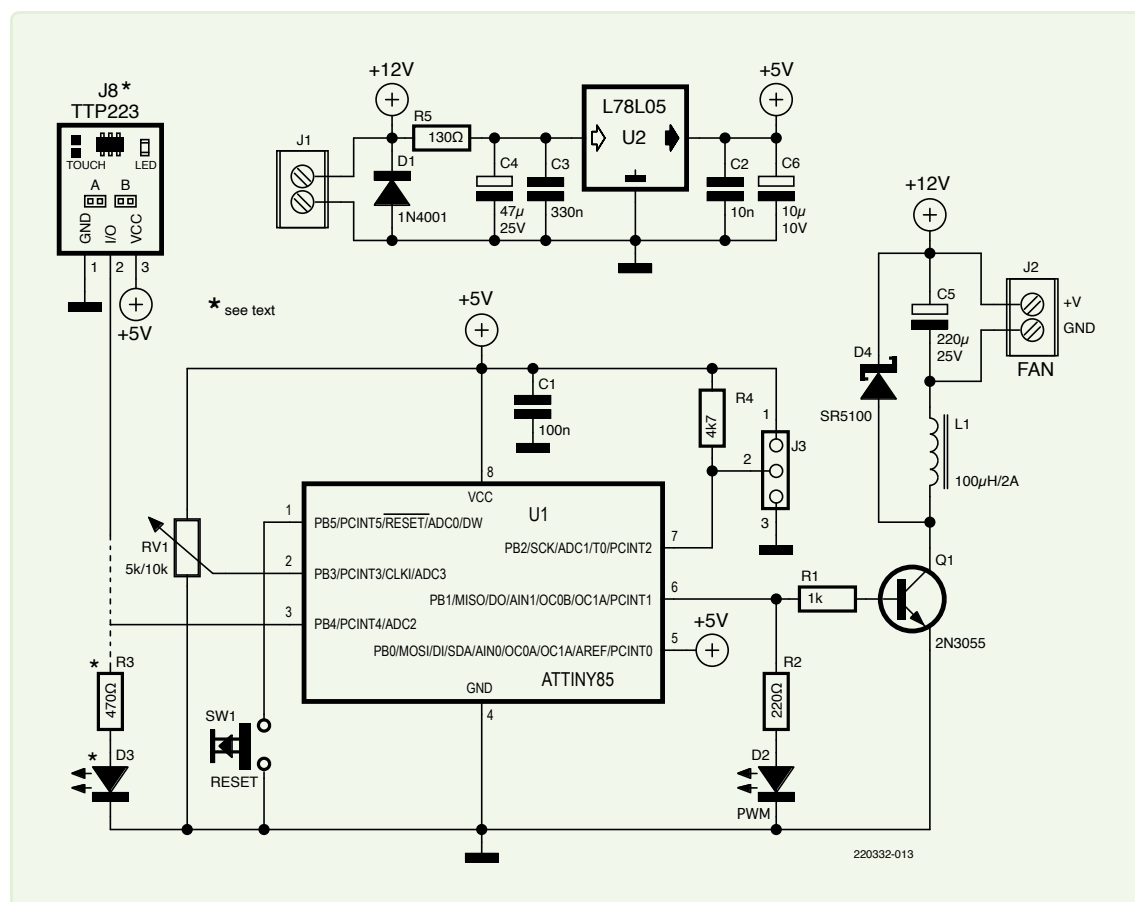 J8 *
TTP223
TOUCH
LED
A
B
GND
I/O
VCC
1
2
3
+5V
* see text
+12V
J1
D1
1N4001
R5
130Ω
C4
47µ
25V
C3
330n
L78L05
U2
C2
10n
+5V
C6
10µ
10V
+12V
C5
220µ
25V
J2
+V
GND
FAN
D4
SR5100
L1
100µH/2A
Q1
2N3055
+5V
C1
100n
R4
4k7
1
2
J3
3
RV1
5k/10k
8
VCC
U1
1
PB5/PCINT5/RESET/ADC0/DW
PB2/SCK/ADC1/T0/PCINT2
7
2
PB3/PCINT3/CLKI/ADC3
PB1/MISO/DO/AIN1/OC0B/OC1A/PCINT1
6
3
PB4/PCINT4/ADC2
PB0/MOSI/DI/SDA/AIN0/OC0A/OC1A/AREF/PCINT0
5
+5V
GND
ATTINY85
4
R1
1k
* R3
470Ω
* D3
SW1
RESET
R2
220Ω
D2
PWM
220332-013